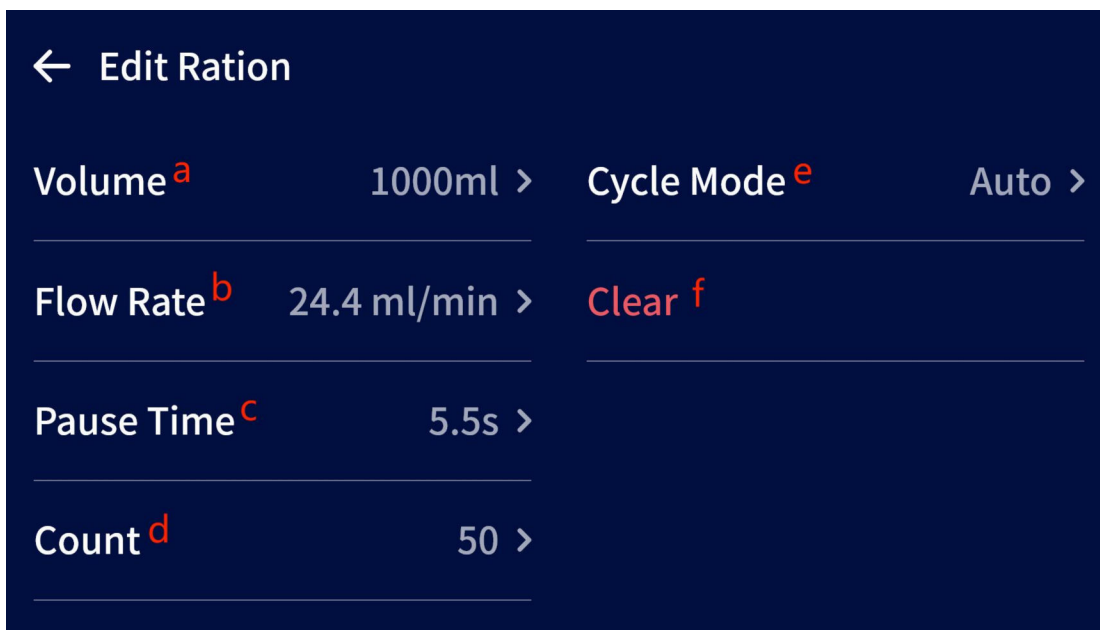 ← Edit Ration
Volume a 1000ml >
Flow Rate b 24.4 ml/min >
Pause Time c 5.5s >
Count d 50 >
Cycle Mode e Auto >
Clear f